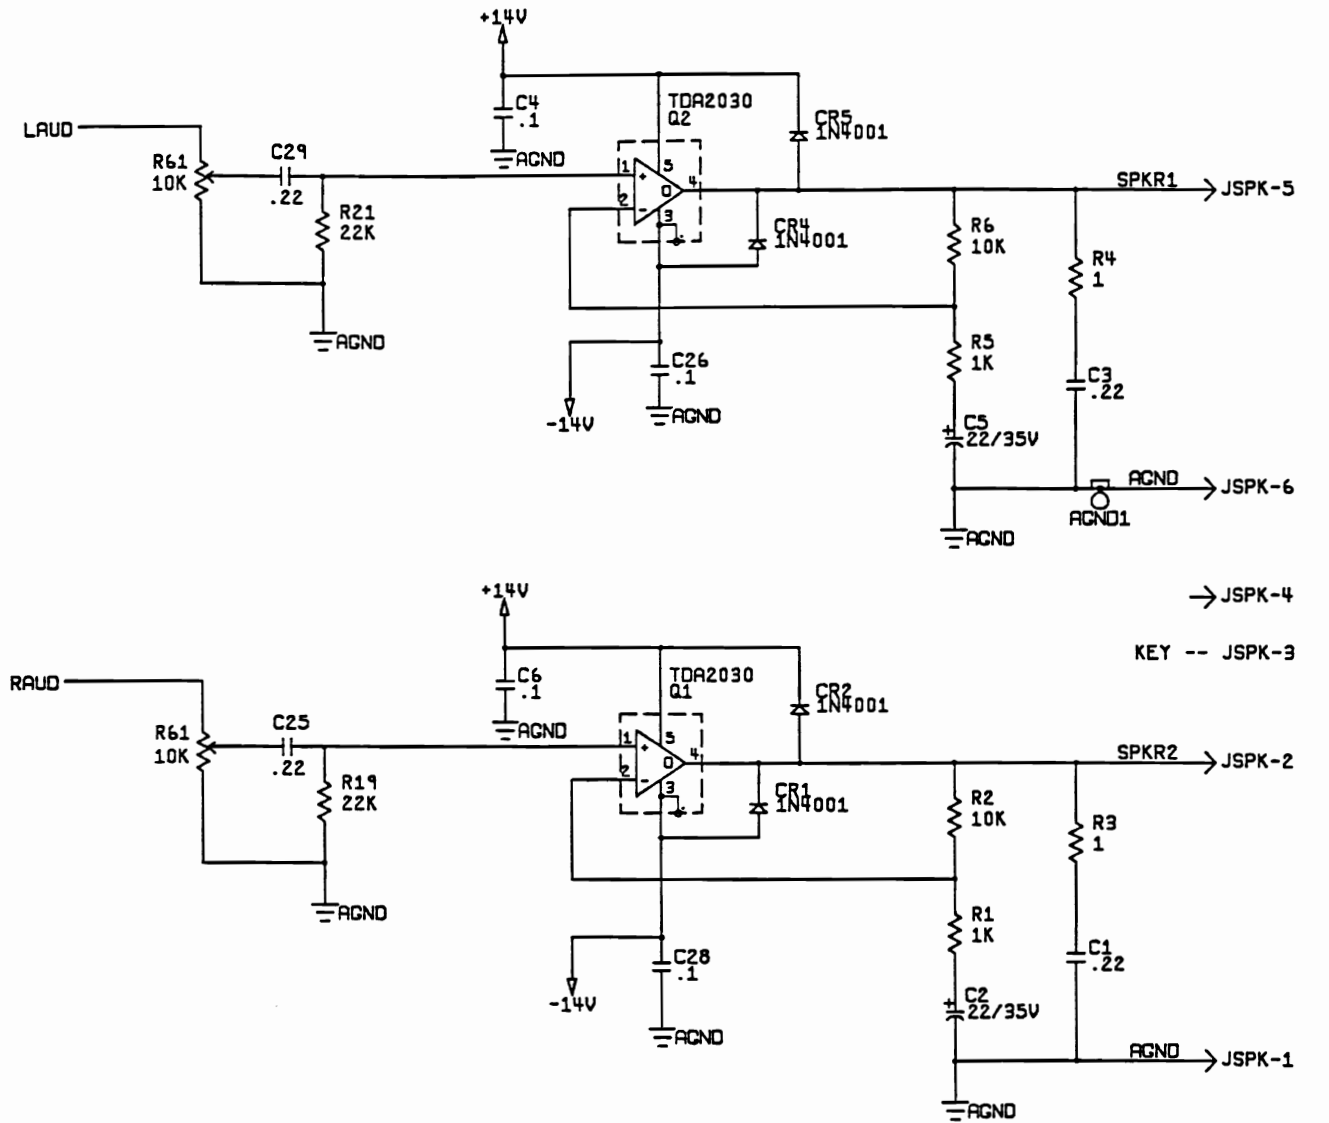 +14V
TDA2030
Q2
C4
.1
CR5
1N4001
LAUD
AGND
R61
10K
C29
.22
1
5
+
O
4
2
-
3
SPKR1
JSPK-5
R21
22K
CR4
1N4001
R6
10K
R4
1
AGND
R5
1K
C26
.1
C3
.22
-14V
AGND
C5
+
22/35V
AGND
JSPK-6
AGND1
AGND
+14V
JSPK-4
KEY -- JSPK-3
RAUD
C6
.1
TDA2030
Q1
CR2
1N4001
AGND
R61
10K
C25
.22
1
5
+
O
4
2
-
3
SPKR2
JSPK-2
R19
22K
CR1
1N4001
R2
10K
R3
1
AGND
R1
1K
C28
.1
C1
.22
-14V
C2
+
22/35V
AGND
AGND
JSPK-1
AGND